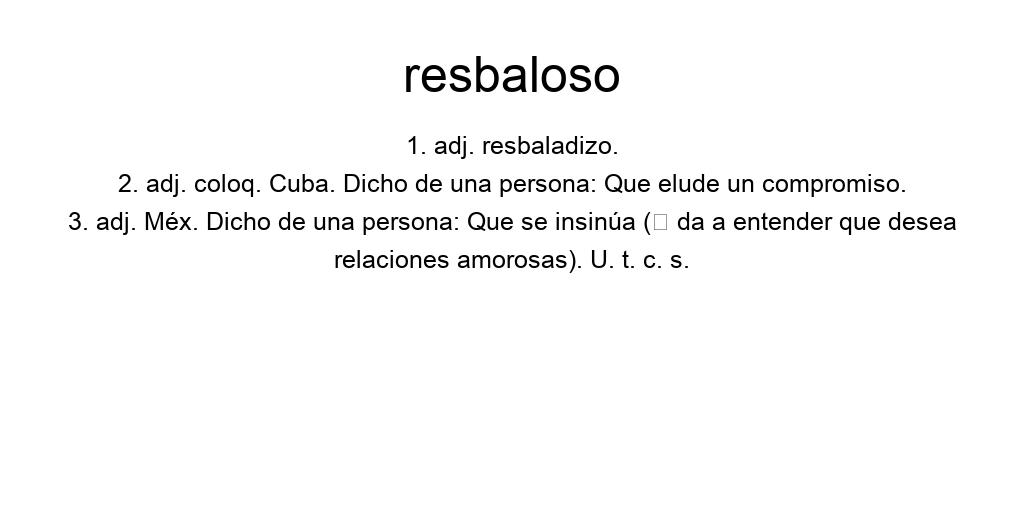 resbaloso
1. adj. resbaladizo.
2. adj. coloq. Cuba. Dicho de una persona: Que elude un compromiso.
3. adj. Méx. Dicho de una persona: Que se insinúa (□ da a entender que desea
relaciones amorosas). U. t. c. s.